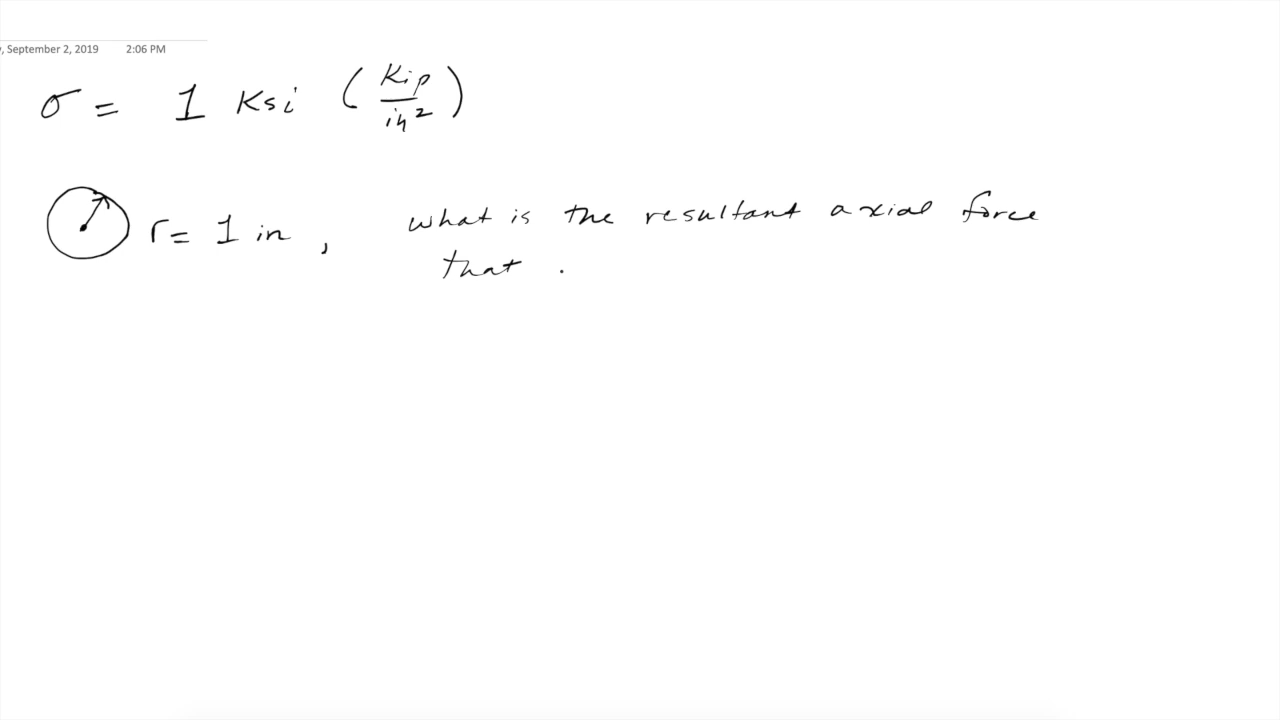 , September 2, 2019 2:06 PM
σ = 1 Ksi (Kip/in²)
r = 1 in, what is the resultant axial force
that .